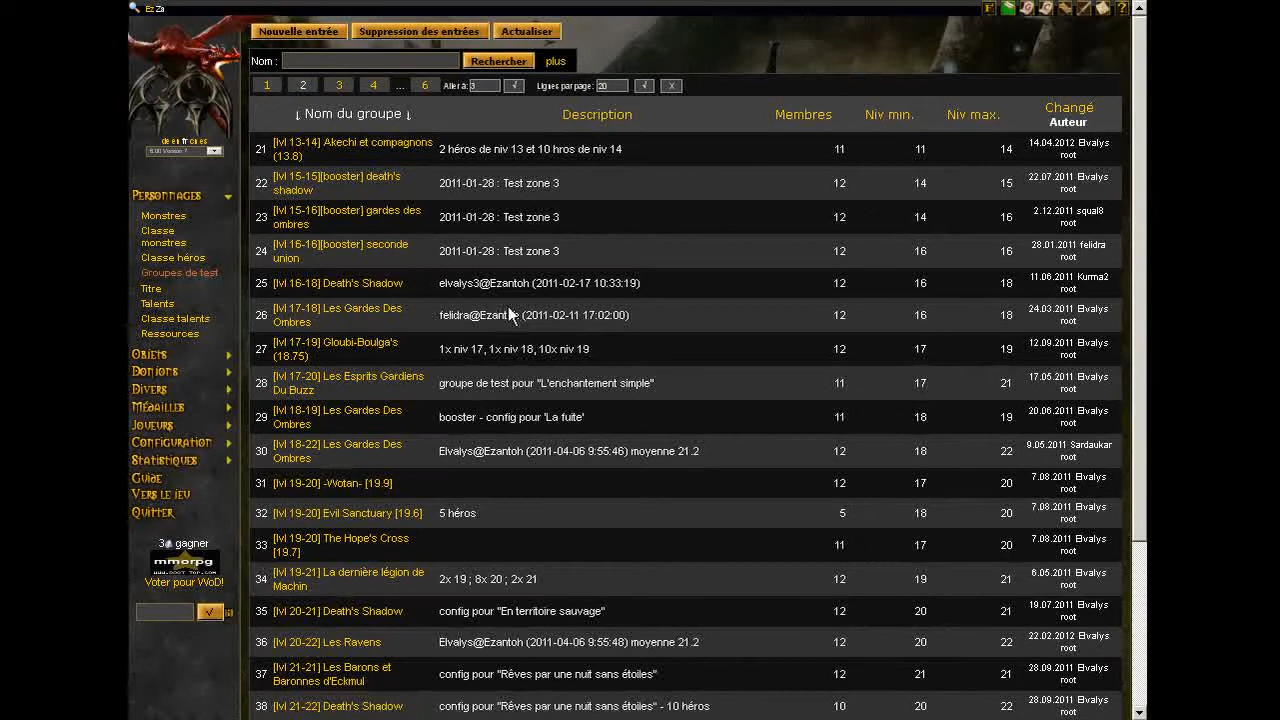 Ez Za
Nouvelle entrée Suppression des entrées Actualiser
Nom : Rechercher plus
1 2 3 4 ... 6 Aller à: 3 √ Lignes par page: 20 √ X
↓ Nom du groupe ↓ Description Membres Niv min. Niv max. Changé
Auteur
21 [lvl 13-14] Akechi et compagnons 2 héros de niv 13 et 10 hros de niv 14 11 11 14 14.04.2012 Elvalys
(13.8) root
22 [lvl 15-15][booster] death's 2011-01-28 : Test zone 3 12 14 15 22.07.2011 Elvalys
shadow root
23 [lvl 15-16][booster] gardes des 2011-01-28 : Test zone 3 12 14 16 2.12.2011 squal8
ombres root
24 [lvl 16-16][booster] seconde 2011-01-28 : Test zone 3 12 16 16 28.01.2011 felidra
union root
25 [lvl 16-18] Death's Shadow elvalys3@Ezantoh (2011-02-17 10:33:19) 12 16 18 11.06.2011 Kurma2
root
26 [lvl 17-18] Les Gardes Des (2011-02-11 17:02:00) 12 16 18 24.03.2011 Elvalys
Ombres root
27 [lvl 17-19] Gloubi-Boulga's 1x niv 17, 1x niv 18, 10x niv 19 12 17 19 12.09.2011 Elvalys
(18.75) root
28 [lvl 17-20] Les Esprits Gardiens groupe de test pour "L'enchantement simple" 11 17 21 17.05.2011 Elvalys
Du Buzz root
29 [lvl 18-19] Les Gardes Des booster - config pour 'La fuite' 11 18 19 20.06.2011 Elvalys
Ombres root
30 [lvl 18-22] Les Gardes Des Elvalys@Ezantoh (2011-04-06 9:55:46) moyenne 21.2 12 18 22 9.05.2011 Sardaukar
Ombres root
31 [lvl 19-20] -Wotan- [19.9] 12 17 20 7.08.2011 Elvalys
root
32 [lvl 19-20] Evil Sanctuary [19.6] 5 héros 5 18 20 7.08.2011 Elvalys
root
33 [lvl 19-20] The Hope's Cross 11 17 20 7.08.2011 Elvalys
[19.7] root
34 [lvl 19-21] La dernière légion de 2x 19 ; 8x 20 ; 2x 21 12 19 21 6.05.2011 Elvalys
Machin root
35 [lvl 20-21] Death's Shadow config pour "En territoire sauvage" 12 20 21 19.07.2011 Elvalys
root
36 [lvl 20-22] Les Ravens Elvalys@Ezantoh (2011-04-06 9:55:48) moyenne 21.2 12 20 22 22.02.2012 Elvalys
root
37 [lvl 21-21] Les Barons et config pour "Rêves par une nuit sans étoiles" 12 21 21 28.09.2011 Elvalys
Baronnes d'Eckmul root
38 [lvl 21-22] Death's Shadow config pour "Rêves par une nuit sans étoiles" - 10 héros 10 20 22 28.09.2011 Elvalys
root
de en fr cn es
Personnages
Monstres
Classe
monstres
Classe héros
Groupes de test
Titre
Talents
Classe talents
Ressources
Objets
Donjons
Divers
Médailles
Joueurs
Configuration
Statistiques
Guide
Vers le jeu
Quitter
3 gagner
mmorpg
Voter pour WoD!
√